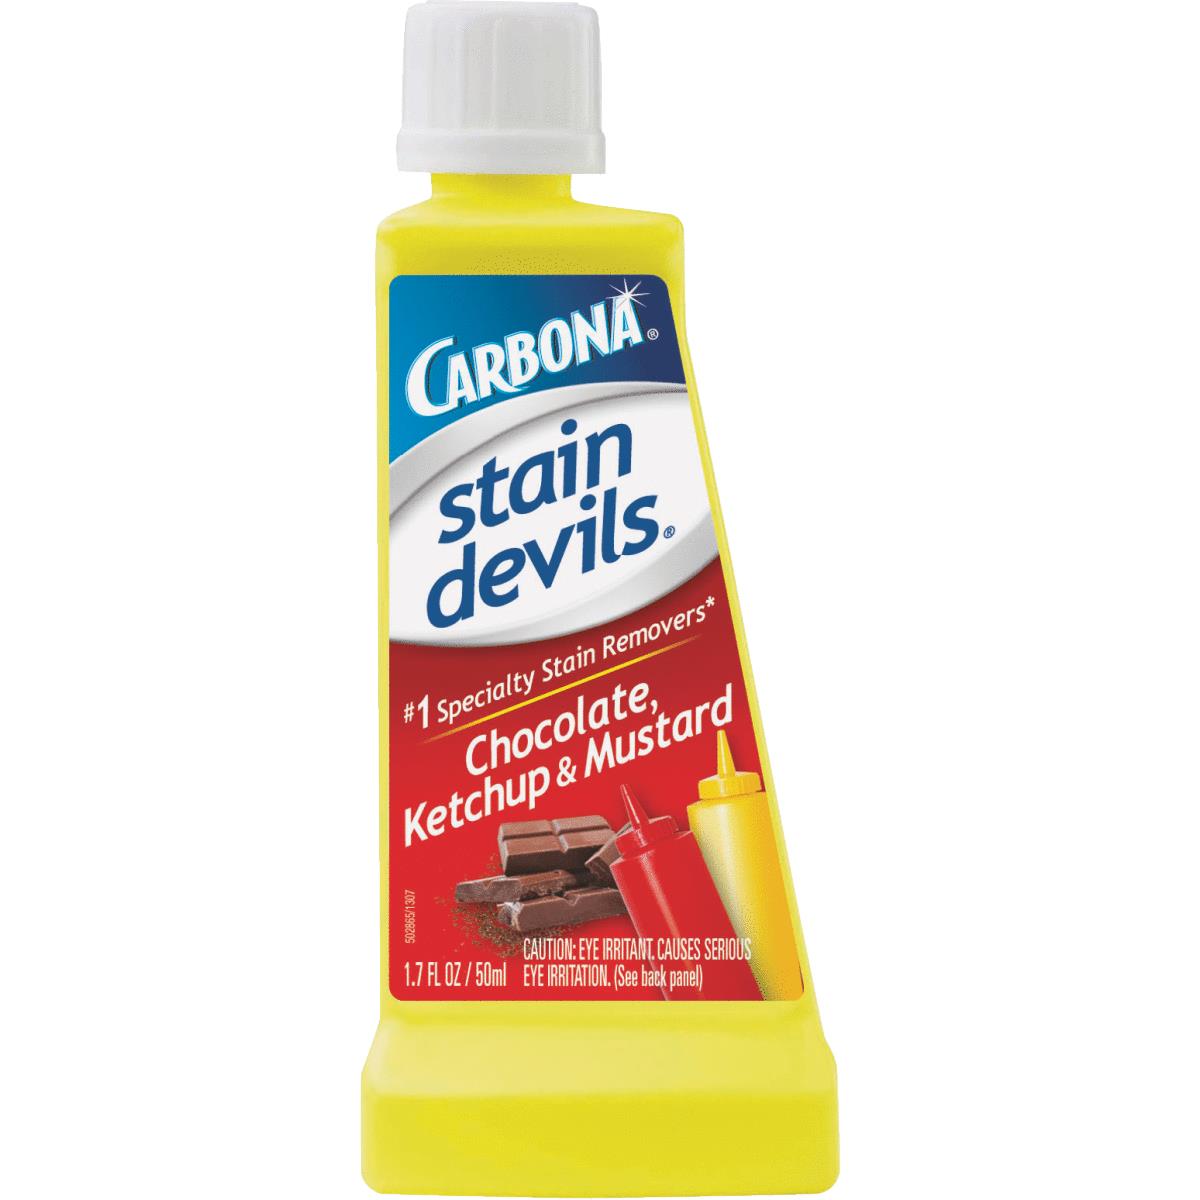 CARBONA®
stain
devils®
#1 Specialty Stain Removers*
Chocolate,
Ketchup & Mustard
502865/1307
1.7 FL OZ / 50ml
CAUTION: EYE IRRITANT. CAUSES SERIOUS
EYE IRRITATION. (See back panel)